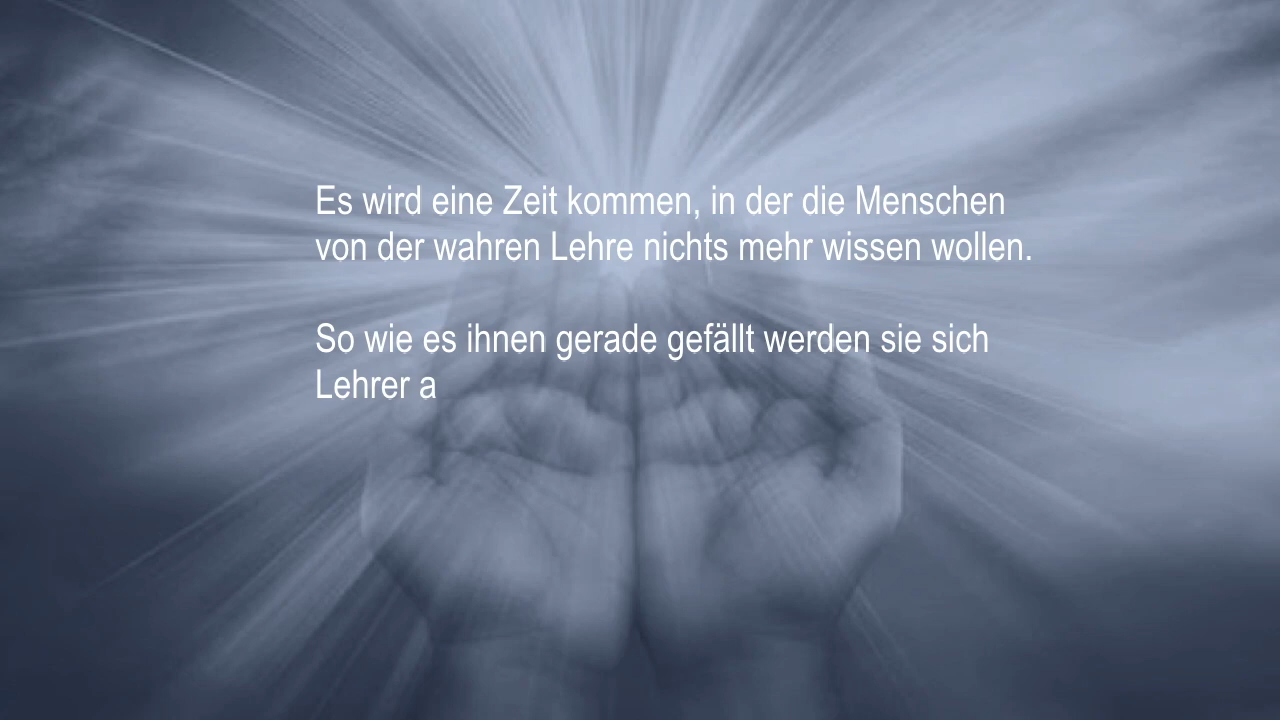 Es wird eine Zeit kommen, in der die Menschen
von der wahren Lehre nichts mehr wissen wollen.
So wie es ihnen gerade gefällt werden sie sich
Lehrer a